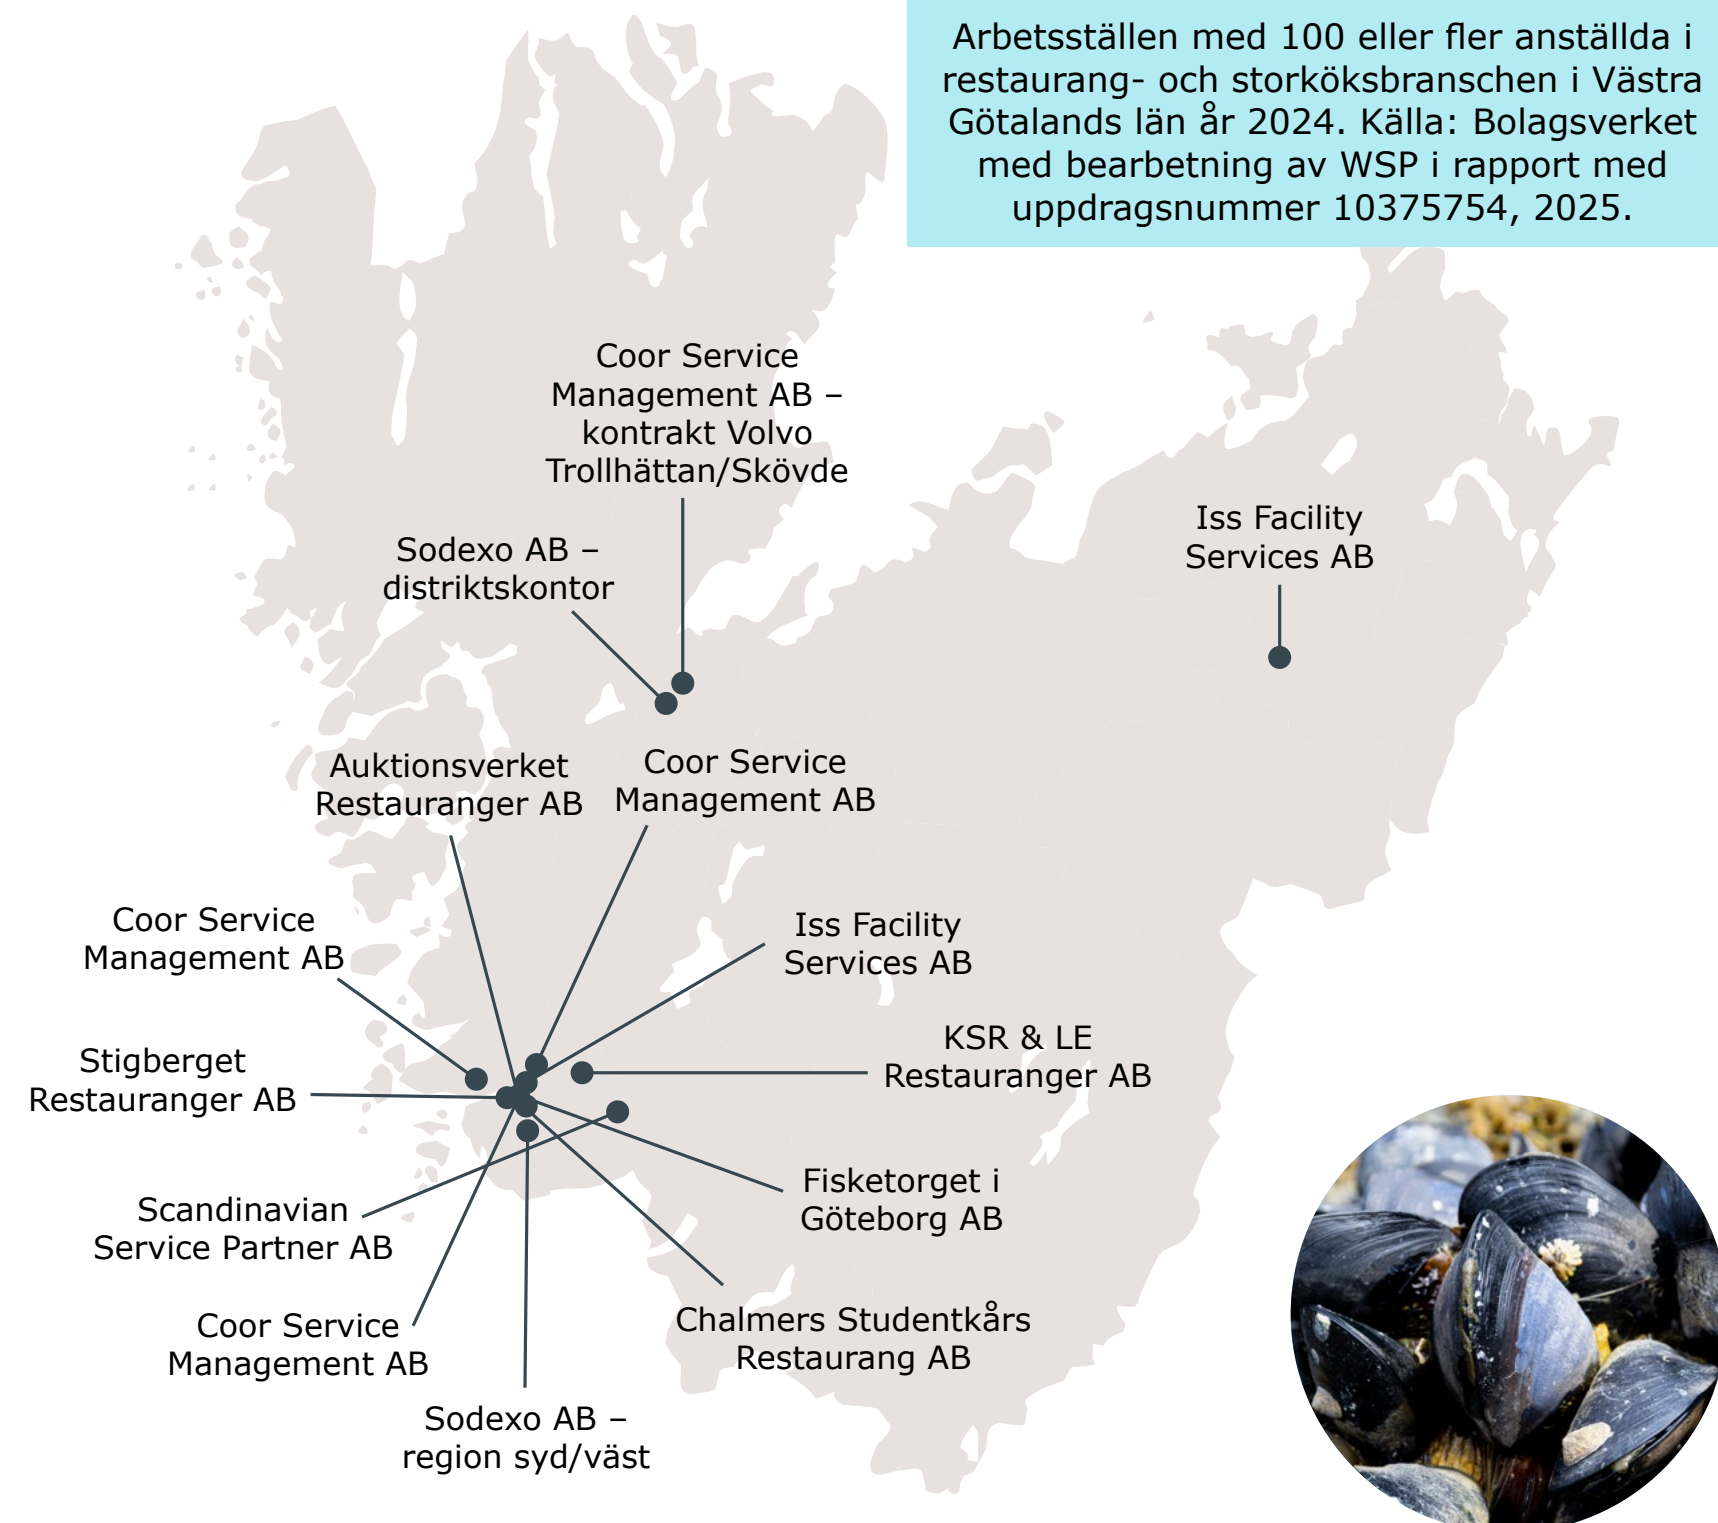 Arbetsställen med 100 eller fler anställda i
restaurang- och storköksbranschen i Västra
Götalands län år 2024. Källa: Bolagsverket
med bearbetning av WSP i rapport med
uppdragsnummer 10375754, 2025.
Coor Service
Management AB –
kontrakt Volvo
Trollhättan/Skövde
Sodexo AB –
distriktskontor
Iss Facility
Services AB
Auktionsverket
Restauranger AB
Coor Service
Management AB
Coor Service
Management AB
Iss Facility
Services AB
Stigberget
Restauranger AB
KSR & LE
Restauranger AB
Scandinavian
Service Partner AB
Fisketorget i
Göteborg AB
Coor Service
Management AB
Chalmers Studentkårs
Restaurang AB
Sodexo AB –
region syd/väst